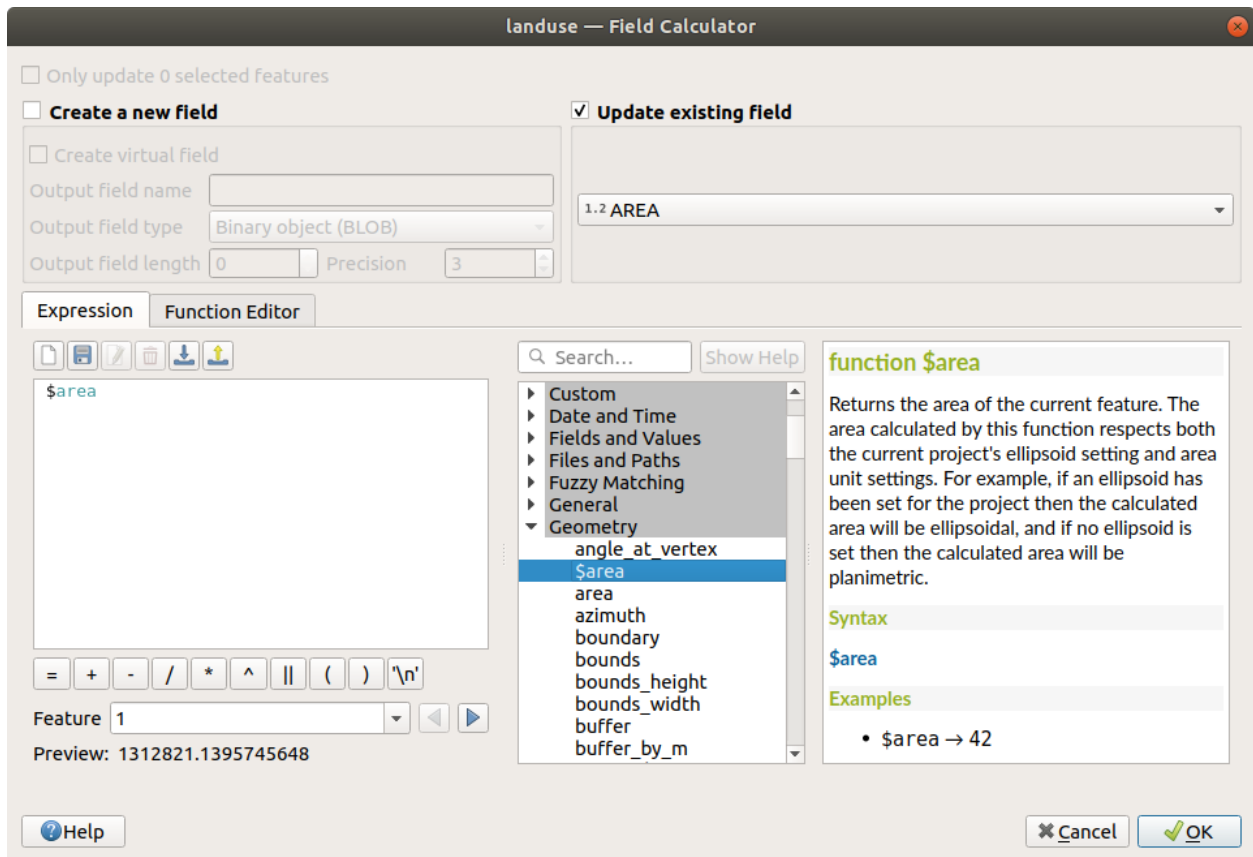 landuse — Field Calculator
Only update 0 selected features
Create a new field
Update existing field
Create virtual field
Output field name
1.2 AREA
Output field type Binary object (BLOB)
Output field length 0 Precision 3
Expression Function Editor
$area
= + - / * ^ || ( ) '\n'
Feature 1
Preview: 1312821.1395745648
Search... Show Help
Custom
Date and Time
Fields and Values
Files and Paths
Fuzzy Matching
General
Geometry
angle_at_vertex
$area
area
azimuth
boundary
bounds
bounds_height
bounds_width
buffer
buffer_by_m
function $area
Returns the area of the current feature. The
area calculated by this function respects both
the current project's ellipsoid setting and area
unit settings. For example, if an ellipsoid has
been set for the project then the calculated
area will be ellipsoidal, and if no ellipsoid is
set then the calculated area will be
planimetric.
Syntax
$area
Examples
• $area → 42
Help
Cancel OK